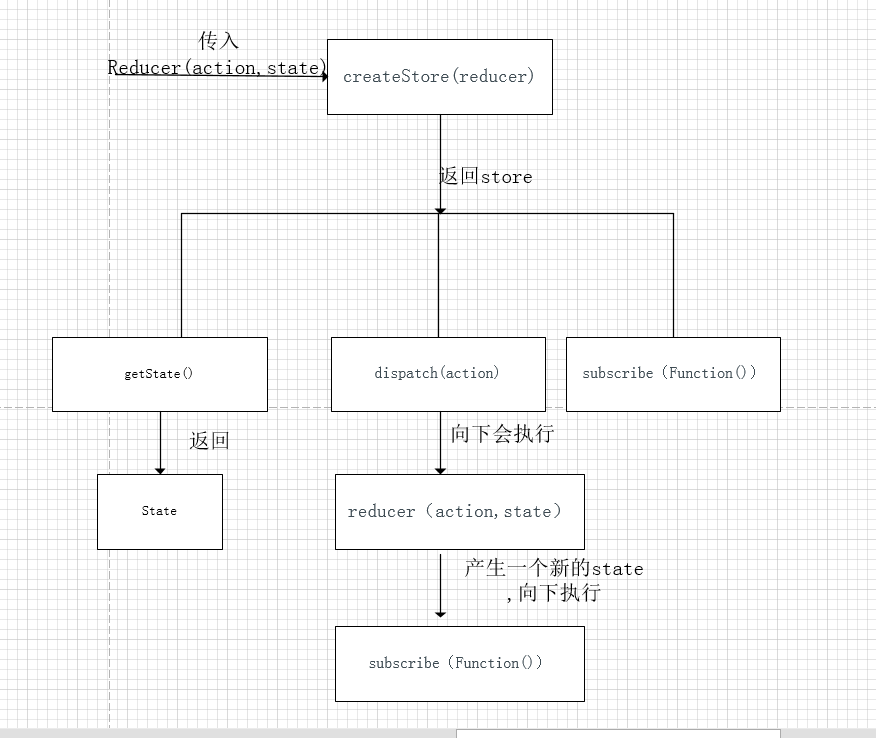 传入
Reducer(action,state)
createStore(reducer)
返回store
getState()
dispatch(action)
subscribe（Function()）
返回
向下会执行
State
reducer（action,state）
产生一个新的state
,向下执行
subscribe（Function()）